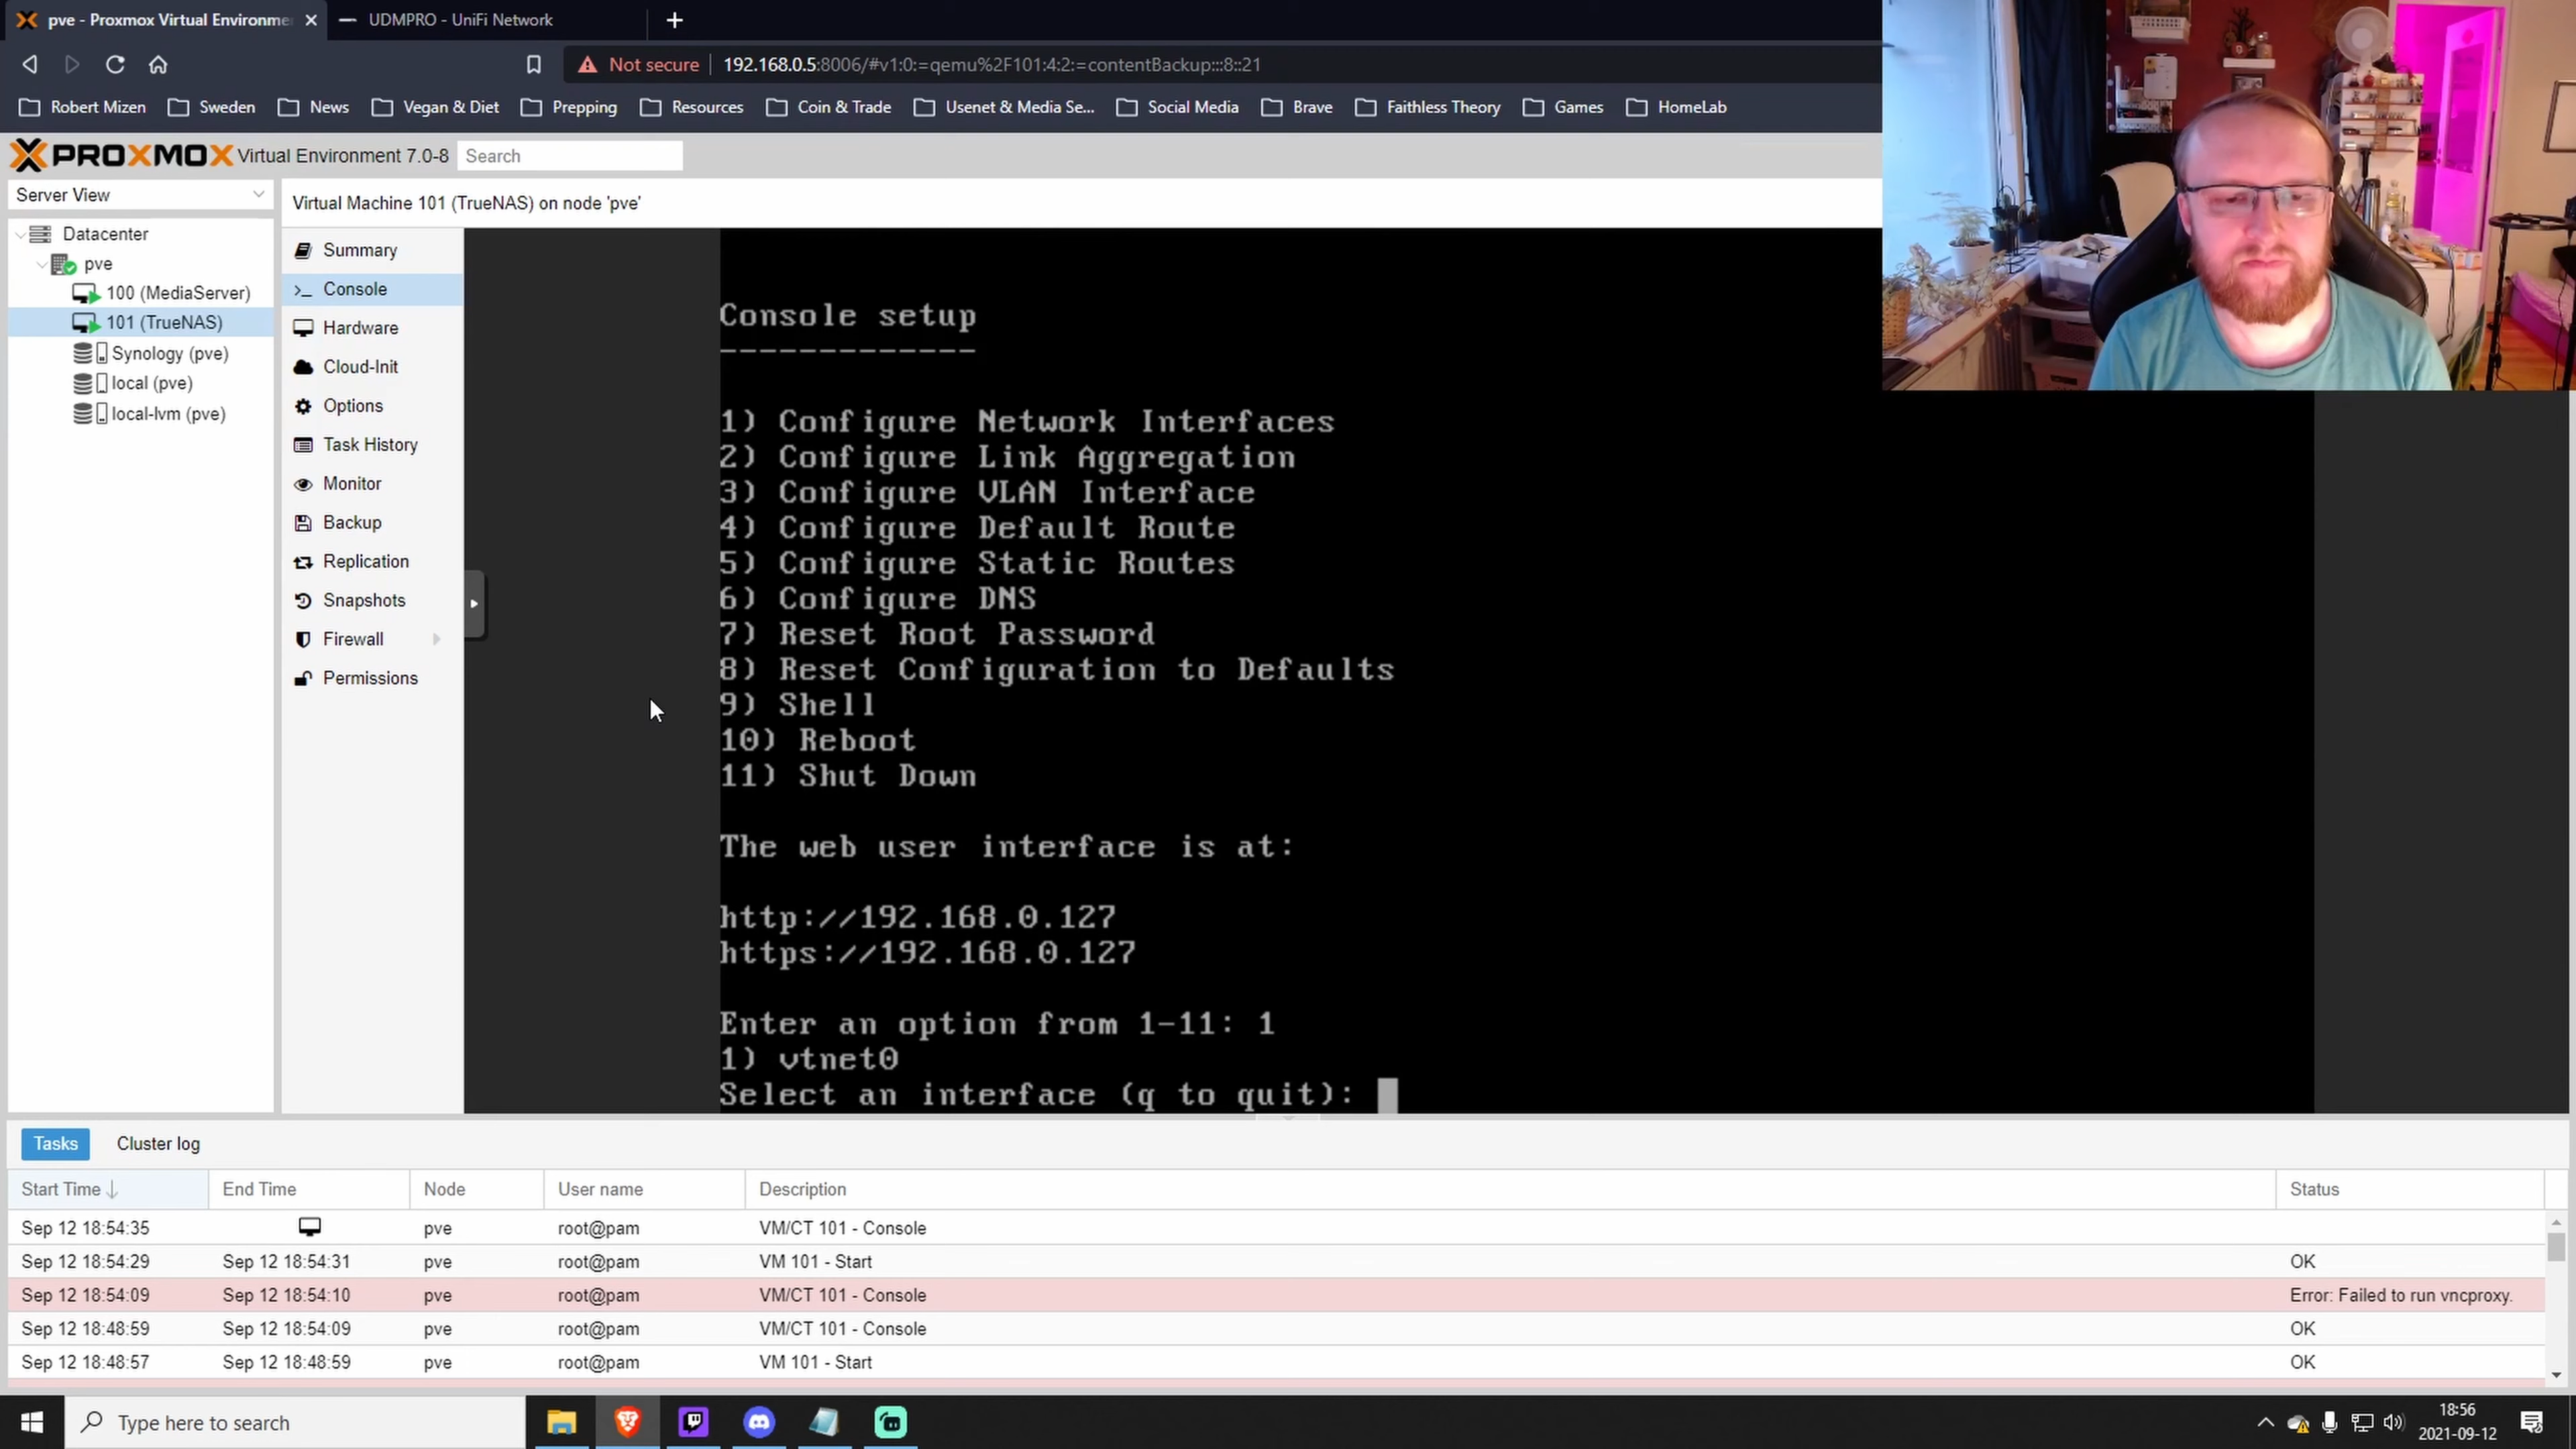 pve - Proxmox Virtual Environme
UDMPRO - UniFi Network
Not secure
192.168.0.5:8006/#v1:0:=qemu%2F101:4:2:=contentBackup:::8::21
Robert Mizen
Sweden
News
Vegan & Diet
Prepping
Resources
Coin & Trade
Usenet & Media Se...
Social Media
Brave
Faithless Theory
Games
HomeLab
PROXMOX Virtual Environment 7.0-8
Search
Server View
Datacenter
pve
100 (MediaServer)
101 (TrueNAS)
Synology (pve)
local (pve)
local-lvm (pve)
Virtual Machine 101 (TrueNAS) on node 'pve'
Summary
Console
Hardware
Cloud-Init
Options
Task History
Monitor
Backup
Replication
Snapshots
Firewall
Permissions
Console setup
-------------
1) Configure Network Interfaces
2) Configure Link Aggregation
3) Configure VLAN Interface
4) Configure Default Route
5) Configure Static Routes
6) Configure DNS
7) Reset Root Password
8) Reset Configuration to Defaults
9) Shell
10) Reboot
11) Shut Down
The web user interface is at:
http://192.168.0.127
https://192.168.0.127
Enter an option from 1-11: 1
1) vtnet0
Select an interface (q to quit):
Tasks
Cluster log
Start Time End Time Node User name Description Status
Sep 12 18:54:35 pve root@pam VM/CT 101 - Console
Sep 12 18:54:29 Sep 12 18:54:31 pve root@pam VM 101 - Start OK
Sep 12 18:54:09 Sep 12 18:54:10 pve root@pam VM/CT 101 - Console Error: Failed to run vncproxy.
Sep 12 18:48:59 Sep 12 18:54:09 pve root@pam VM/CT 101 - Console OK
Sep 12 18:48:57 Sep 12 18:48:59 pve root@pam VM 101 - Start OK
Type here to search
18:56
2021-09-12